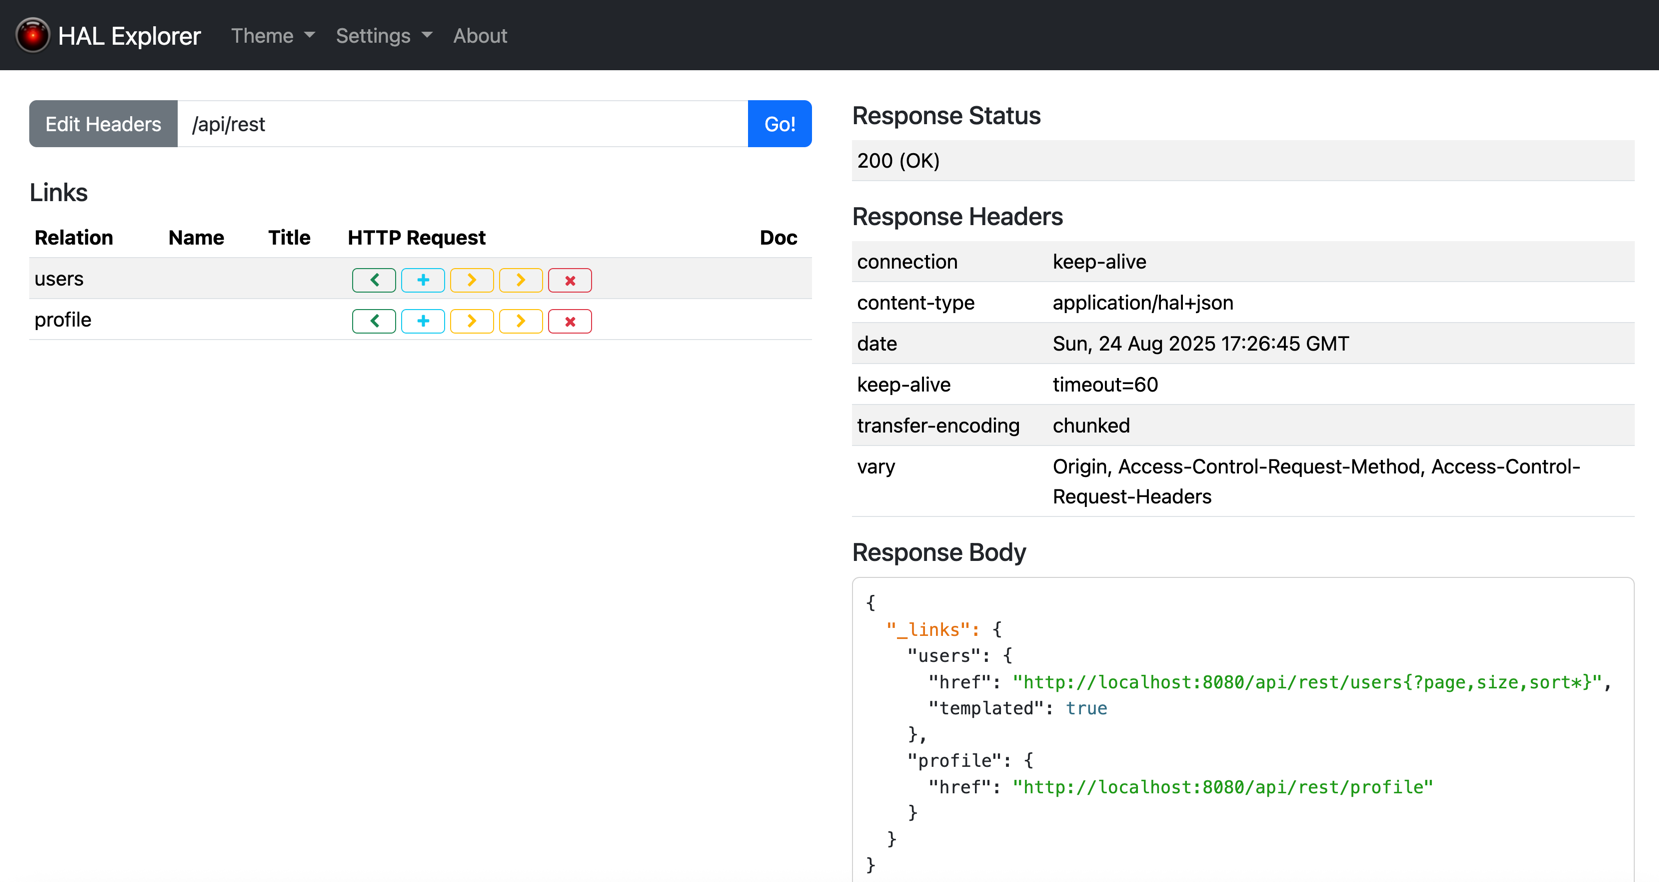 HAL Explorer Theme Settings About
Edit Headers /api/rest Go!
Links
Relation Name Title HTTP Request Doc
users
profile
Response Status
200 (OK)
Response Headers
connection keep-alive
content-type application/hal+json
date Sun, 24 Aug 2025 17:26:45 GMT
keep-alive timeout=60
transfer-encoding chunked
vary Origin, Access-Control-Request-Method, Access-Control-
Request-Headers
Response Body
{
  "_links": {
    "users": {
      "href": "http://localhost:8080/api/rest/users{?page,size,sort*}",
      "templated": true
    },
    "profile": {
      "href": "http://localhost:8080/api/rest/profile"
    }
  }
}